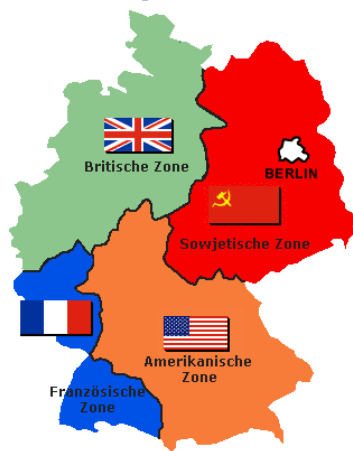 Britische Zone
BERLIN
Sowjetische Zone
Amerikanische
Zone
Französische
Zone